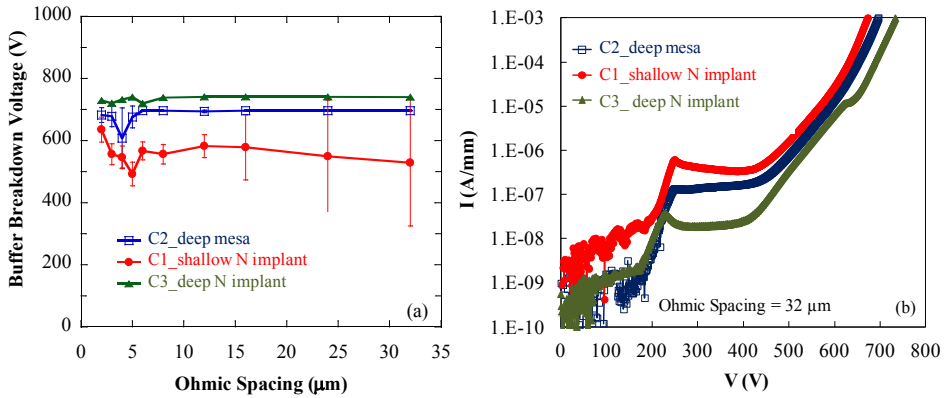 1000
800
600
400
200
0
Buffer Breakdown Voltage (V)
C2_deep mesa
C1_shallow N implant
C3_deep N implant
(a)
0 5 10 15 20 25 30 35
Ohmic Spacing (μm)
1.E-03
1.E-04
1.E-05
1.E-06
1.E-07
1.E-08
1.E-09
1.E-10
I (A/mm)
C2_deep mesa
C1_shallow N implant
C3_ deep N implant
Ohmic Spacing = 32 μm
(b)
0 100 200 300 400 500 600 700 800
V (V)